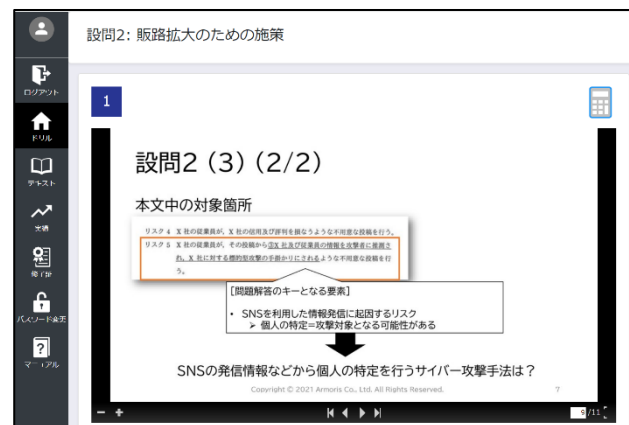 設問2: 販路拡大のための施策
ログアウト
ドリル
テキスト
実績
修了証
パスワード変更
マニュアル
1
設問2（3）(2/2)
本文中の対象箇所
リスク4 X 社の従業員が、X 社の信用及び評判を損なうような不用意な投稿を行う。
リスク5 X 社の従業員が、その投稿から②X 社及び従業員の情報を攻撃者に推測さ
れ、X 社に対する標的型攻撃の手掛かりにされるような不用意な投稿を行
う。
[問題解答のキーとなる要素]
• SNSを利用した情報発信に起因するリスク
➢ 個人の特定=攻撃対象となる可能性がある
SNSの発信情報などから個人の特定を行うサイバー攻撃手法は？
Copyright © 2021 Armoris Co., Ltd. All Rights Reserved.
7
9 /11